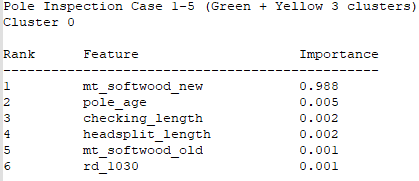 Pole Inspection Case 1-5 (Green + Yellow 3 clusters)
Cluster 0
Rank Feature Importance
------------------------------------------------
1 mt_softwood_new 0.988
2 pole_age 0.005
3 checking_length 0.002
4 headsplit_length 0.002
5 mt_softwood_old 0.001
6 rd_1030 0.001